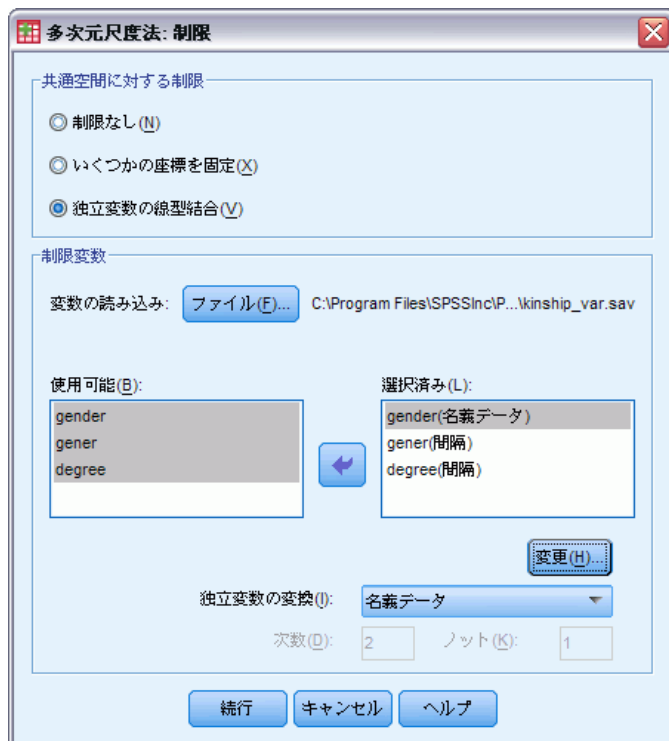 多次元尺度法: 制限
共通空間に対する制限
制限なし(N)
いくつかの座標を固定(X)
独立変数の線型結合(V)
制限変数
変数の読み込み: ファイル(F)... C:\Program Files\SPSSInc\P...\kinship_var.sav
使用可能(B): 選択済み(L):
gender gender(名義データ)
gener gener(間隔)
degree degree(間隔)
変更(H)...
独立変数の変換(I): 名義データ
次数(D): 2 ノット(K): 1
続行 キャンセル ヘルプ